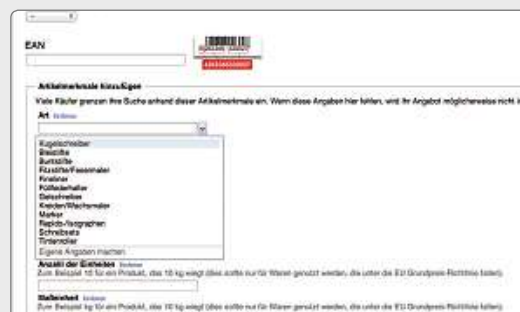 EAN
Artikelmerkmale hinzufügen
Viele Käufer grenzen ihre Suche anhand dieser Artikelmerkmale ein. Wenn diese Angaben hier fehlen, wird Ihr Angebot möglicherweise nicht
Art Entfernen
Kugelschreiber
Bleistifte
Buntstifte
Filzstifte/Fasermaler
Fineliner
Füllfederhalter
Gelschreiber
Kreiden/Wachsmaler
Marker
Rapido-/Isographen
Schreibsets
Tintenroller
Eigene Angaben machen
Anzahl der Einheiten Entfernen
Zum Beispiel 10 für ein Produkt, das 10 kg wiegt (dies sollte nur für Waren genutzt werden, die unter die EU Grundpreis-Richtlinie fallen).
Maßeinheit Entfernen
Zum Beispiel kg für ein Produkt, das 10 kg wiegt (dies sollte nur für Waren genutzt werden, die unter die EU Grundpreis-Richtlinie fallen).